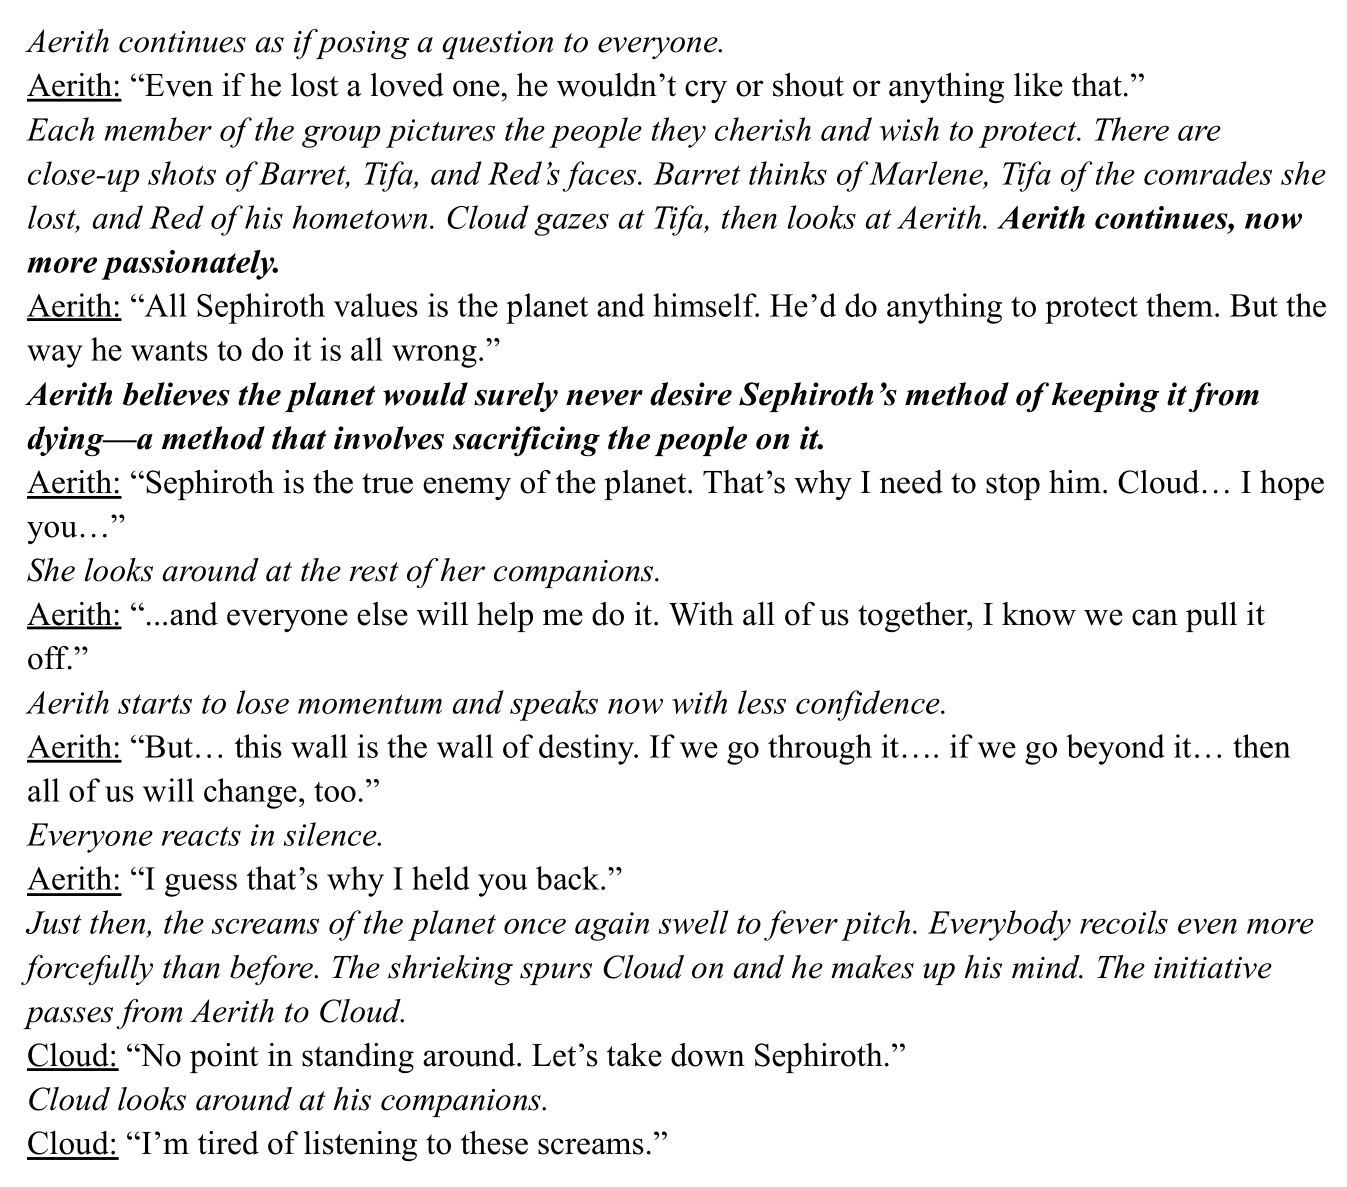 Aerith continues as if posing a question to everyone.
Aerith: “Even if he lost a loved one, he wouldn’t cry or shout or anything like that.”
Each member of the group pictures the people they cherish and wish to protect. There are
close-up shots of Barret, Tifa, and Red’s faces. Barret thinks of Marlene, Tifa of the comrades she
lost, and Red of his hometown. Cloud gazes at Tifa, then looks at Aerith. Aerith continues, now
more passionately.
Aerith: “All Sephiroth values is the planet and himself. He’d do anything to protect them. But the
way he wants to do it is all wrong.”
Aerith believes the planet would surely never desire Sephiroth’s method of keeping it from
dying—a method that involves sacrificing the people on it.
Aerith: “Sephiroth is the true enemy of the planet. That’s why I need to stop him. Cloud… I hope
you…”
She looks around at the rest of her companions.
Aerith: “...and everyone else will help me do it. With all of us together, I know we can pull it
off.”
Aerith starts to lose momentum and speaks now with less confidence.
Aerith: “But… this wall is the wall of destiny. If we go through it…. if we go beyond it… then
all of us will change, too.”
Everyone reacts in silence.
Aerith: “I guess that’s why I held you back.”
Just then, the screams of the planet once again swell to fever pitch. Everybody recoils even more
forcefully than before. The shrieking spurs Cloud on and he makes up his mind. The initiative
passes from Aerith to Cloud.
Cloud: “No point in standing around. Let’s take down Sephiroth.”
Cloud looks around at his companions.
Cloud: “I’m tired of listening to these screams.”